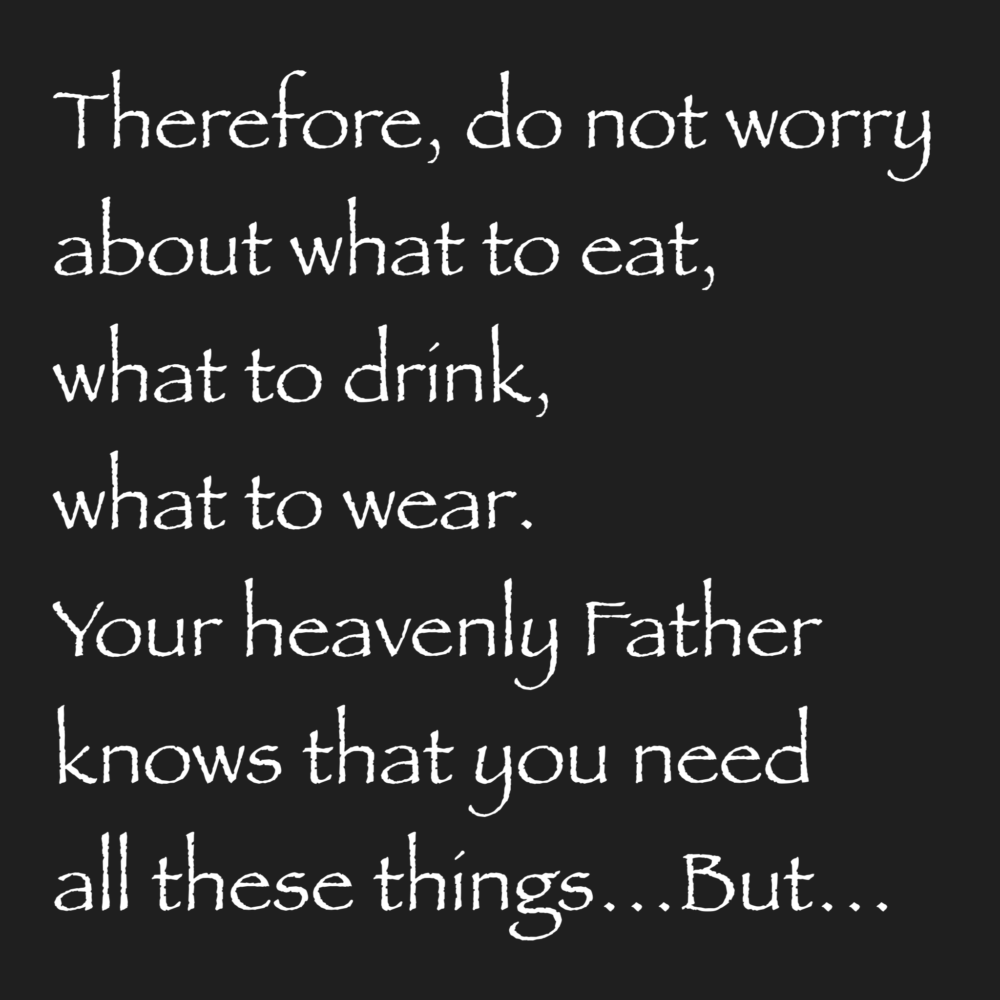 Therefore, do not worry
about what to eat,
what to drink,
what to wear.
Your heavenly Father
knows that you need
all these things...But...